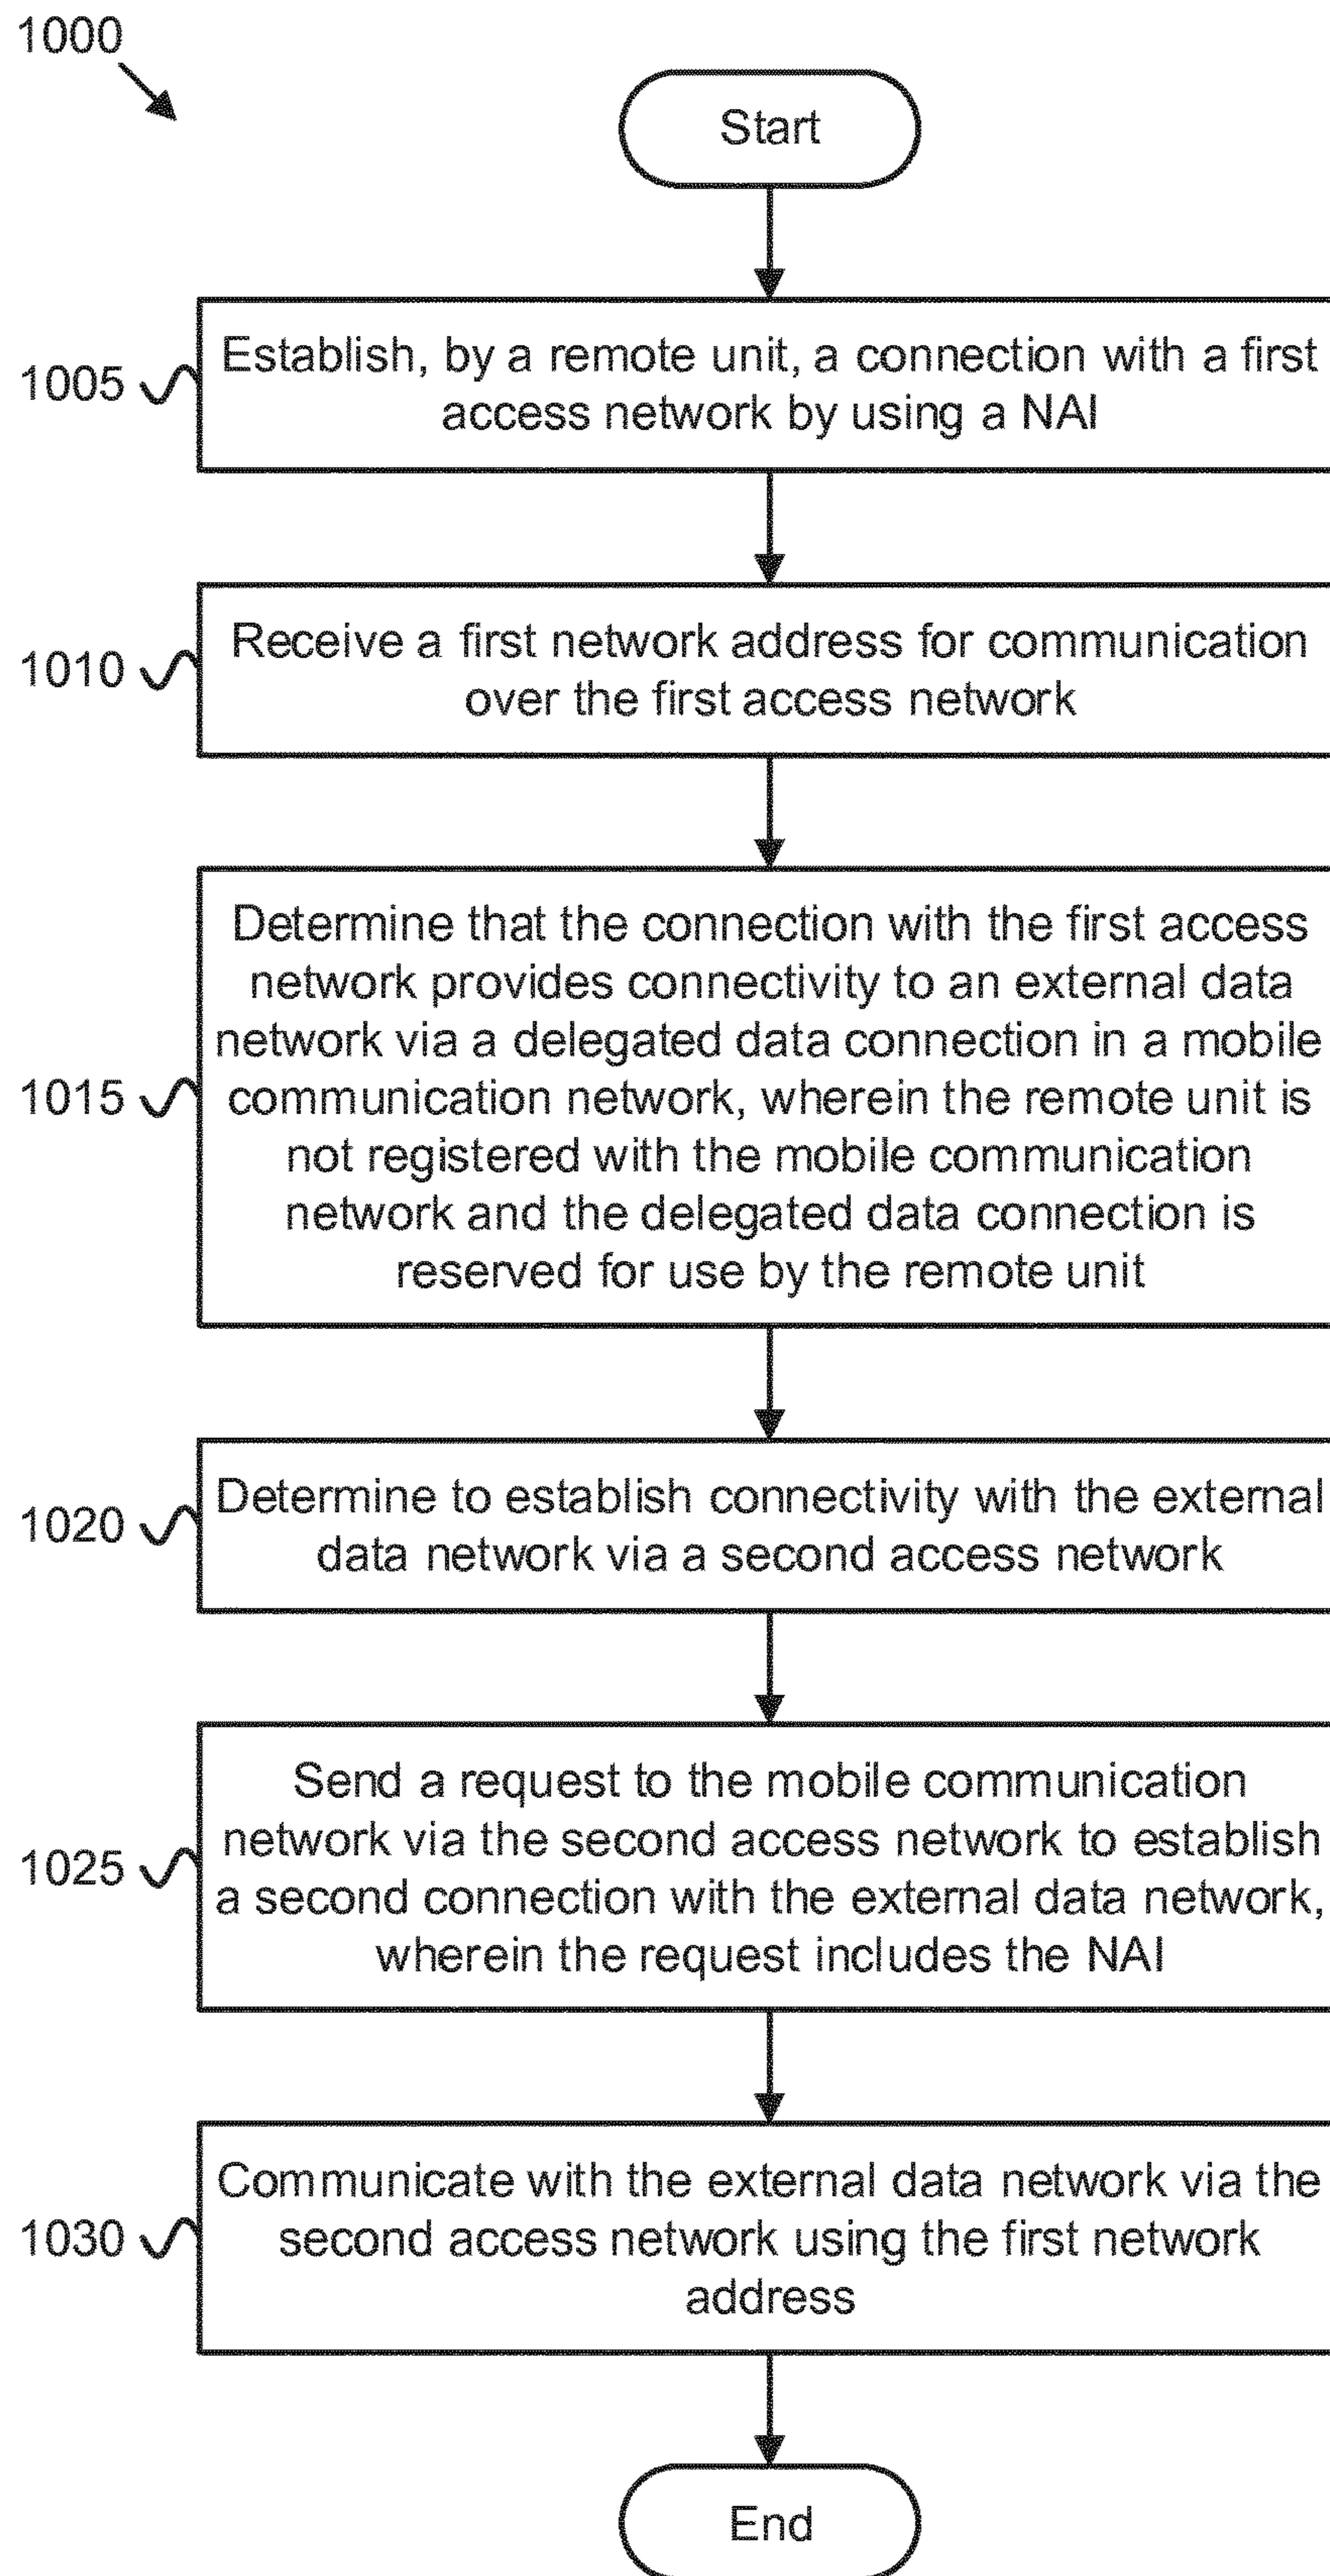 1000
Start
1005
Establish, by a remote unit, a connection with a first
access network by using a NAI
1010
Receive a first network address for communication
over the first access network
1015
Determine that the connection with the first access
network provides connectivity to an external data
network via a delegated data connection in a mobile
communication network, wherein the remote unit is
not registered with the mobile communication
network and the delegated data connection is
reserved for use by the remote unit
1020
Determine to establish connectivity with the external
data network via a second access network
1025
Send a request to the mobile communication
network via the second access network to establish
a second connection with the external data network,
wherein the request includes the NAI
1030
Communicate with the external data network via the
second access network using the first network
address
End